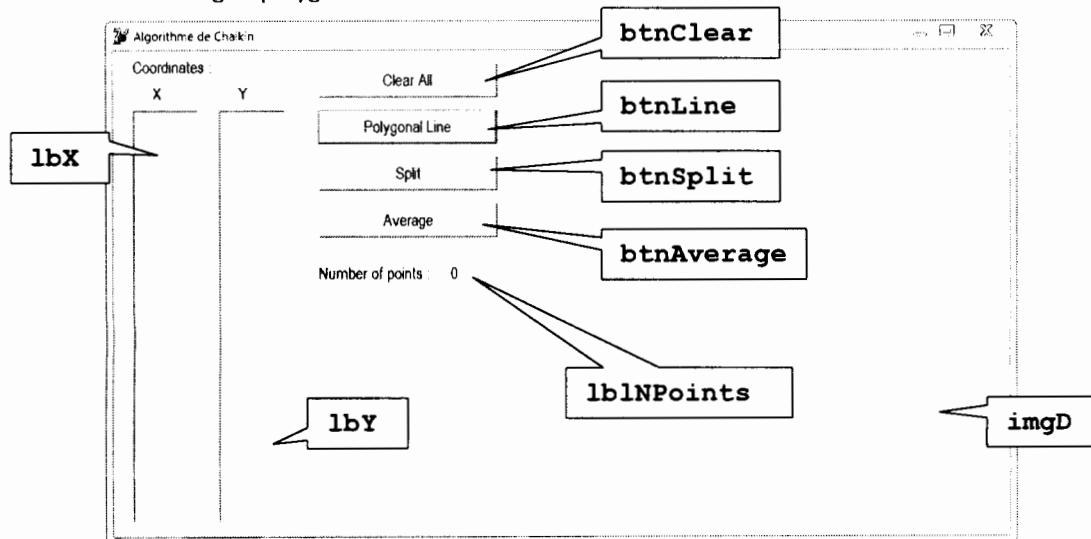 Algorithme de Chaikin
btnClear
Coordinates :
X Y
Clear All
Polygonal Line
btnLine
lbX
Split
btnSplit
Average
btnAverage
Number of points : 0
lblNPoints
lbY
imgD